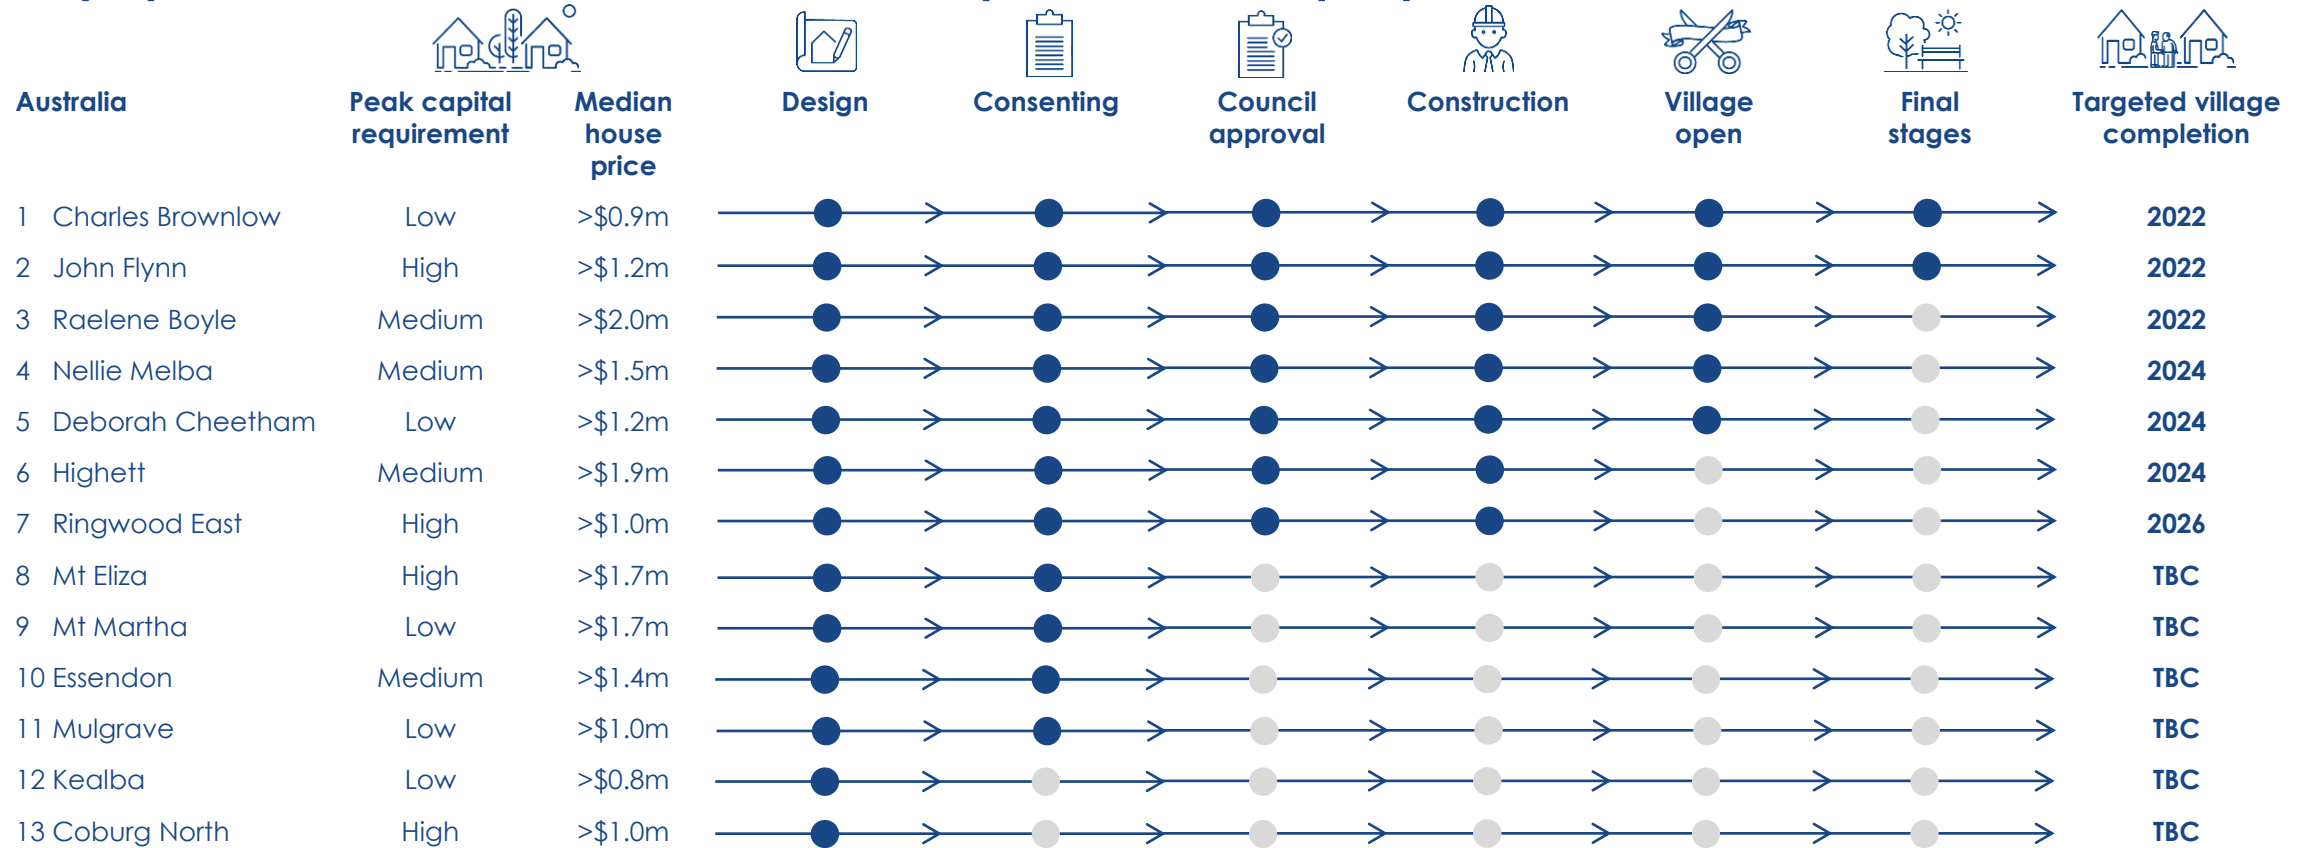 Australia Peak capital Median Design Consenting Council Construction Village Final Targeted village
requirement house approval open stages completion
price
1 Charles Brownlow Low >$0.9m 2022
2 John Flynn High >$1.2m 2022
3 Raelene Boyle Medium >$2.0m 2022
4 Nellie Melba Medium >$1.5m 2024
5 Deborah Cheetham Low >$1.2m 2024
6 Highett Medium >$1.9m 2024
7 Ringwood East High >$1.0m 2026
8 Mt Eliza High >$1.7m TBC
9 Mt Martha Low >$1.7m TBC
10 Essendon Medium >$1.4m TBC
11 Mulgrave Low >$1.0m TBC
12 Kealba Low >$0.8m TBC
13 Coburg North High >$1.0m TBC